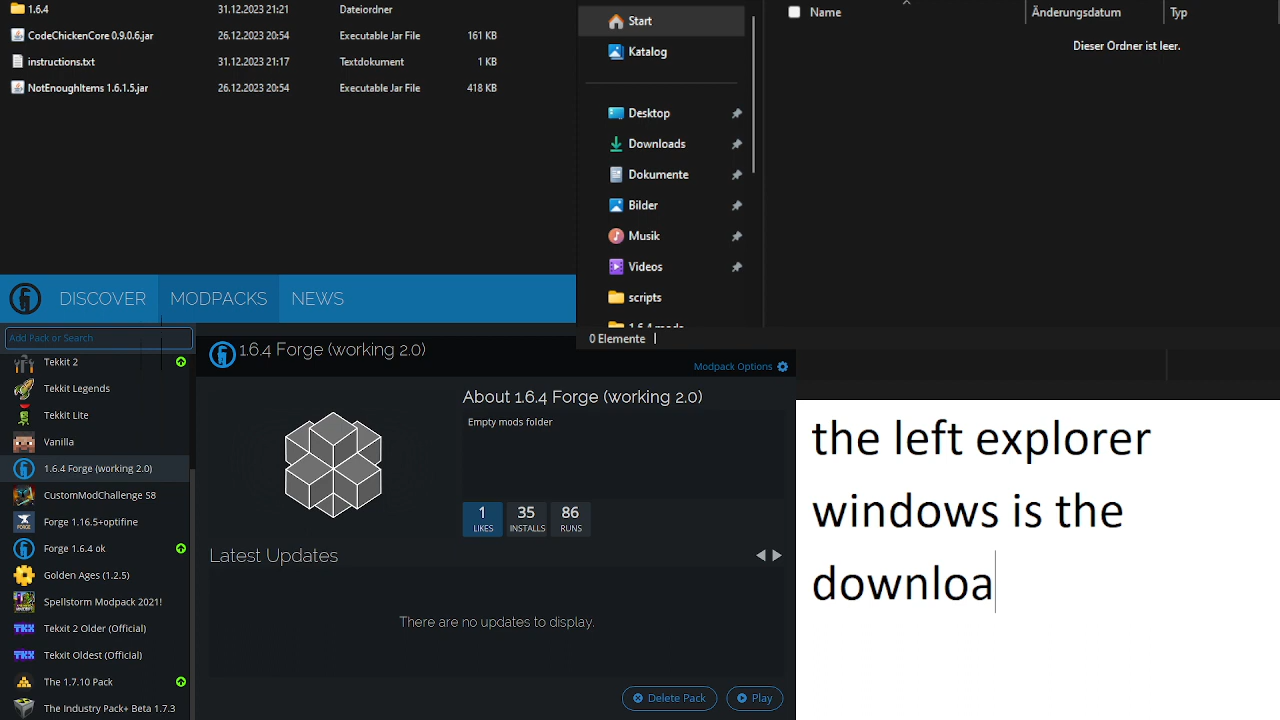 1.6.4 31.12.2023 21:21 Dateiordner
CodeChickenCore 0.9.0.6.jar 26.12.2023 20:54 Executable Jar File 161 KB
instructions.txt 31.12.2023 21:17 Textdokument 1 KB
NotEnoughItems 1.6.1.5.jar 26.12.2023 20:54 Executable Jar File 418 KB
Start
Katalog
Desktop
Downloads
Dokumente
Bilder
Musik
Videos
scripts
1.6.4 mods
0 Elemente
Name Änderungsdatum Typ
Dieser Ordner ist leer.
DISCOVER MODPACKS NEWS
Add Pack or Search
Tekkit 2
Tekkit Legends
Tekkit Lite
Vanilla
1.6.4 Forge (working 2.0)
CustomModChallenge S8
Forge 1.16.5+optifine
Forge 1.6.4 ok
Golden Ages (1.2.5)
Spellstorm Modpack 2021!
Tekxit 2 Older (Official)
Tekxit Oldest (Official)
The 1.7.10 Pack
The Industry Pack+ Beta 1.7.3
1.6.4 Forge (working 2.0)
Modpack Options
About 1.6.4 Forge (working 2.0)
Empty mods folder
1 35 86
LIKES INSTALLS RUNS
Latest Updates
There are no updates to display.
Delete Pack Play
the left explorer
windows is the
downloa